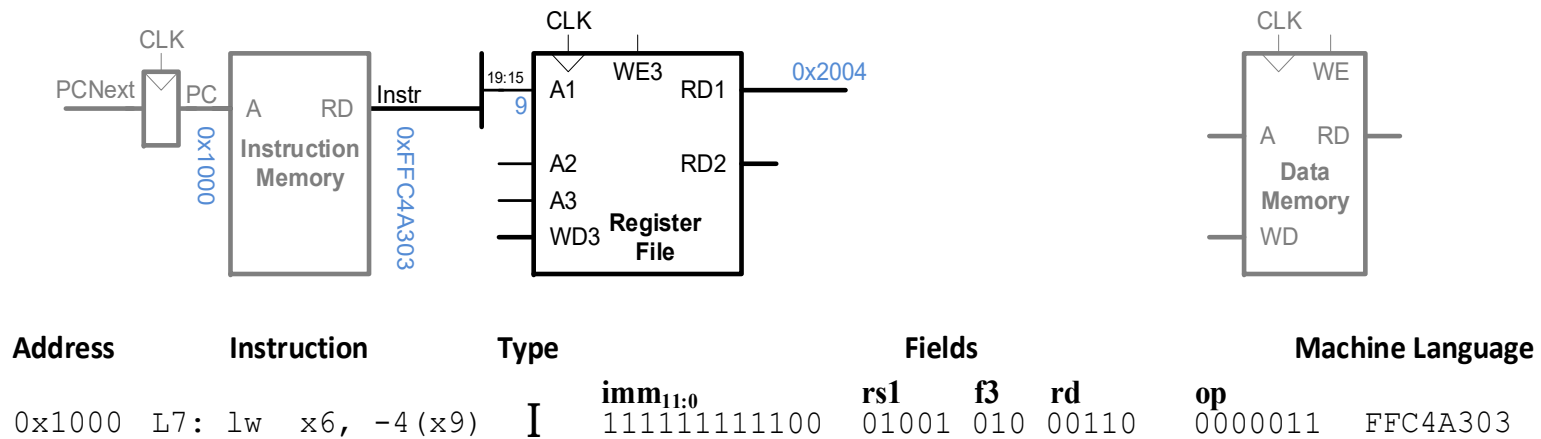 CLK CLK CLK
PCNext PC A RD Instr 19:15 A1 WE3 RD1 0x2004 WE
9
0x1000 Instruction Memory 0xFFC4A303 A2 RD2 A RD
A3 Data Memory
WD3 Register File WD
Address Instruction Type Fields Machine Language
imm11:0 rs1 f3 rd op
0x1000 L7: lw x6, -4(x9) I 111111111100 01001 010 00110 0000011 FFC4A303